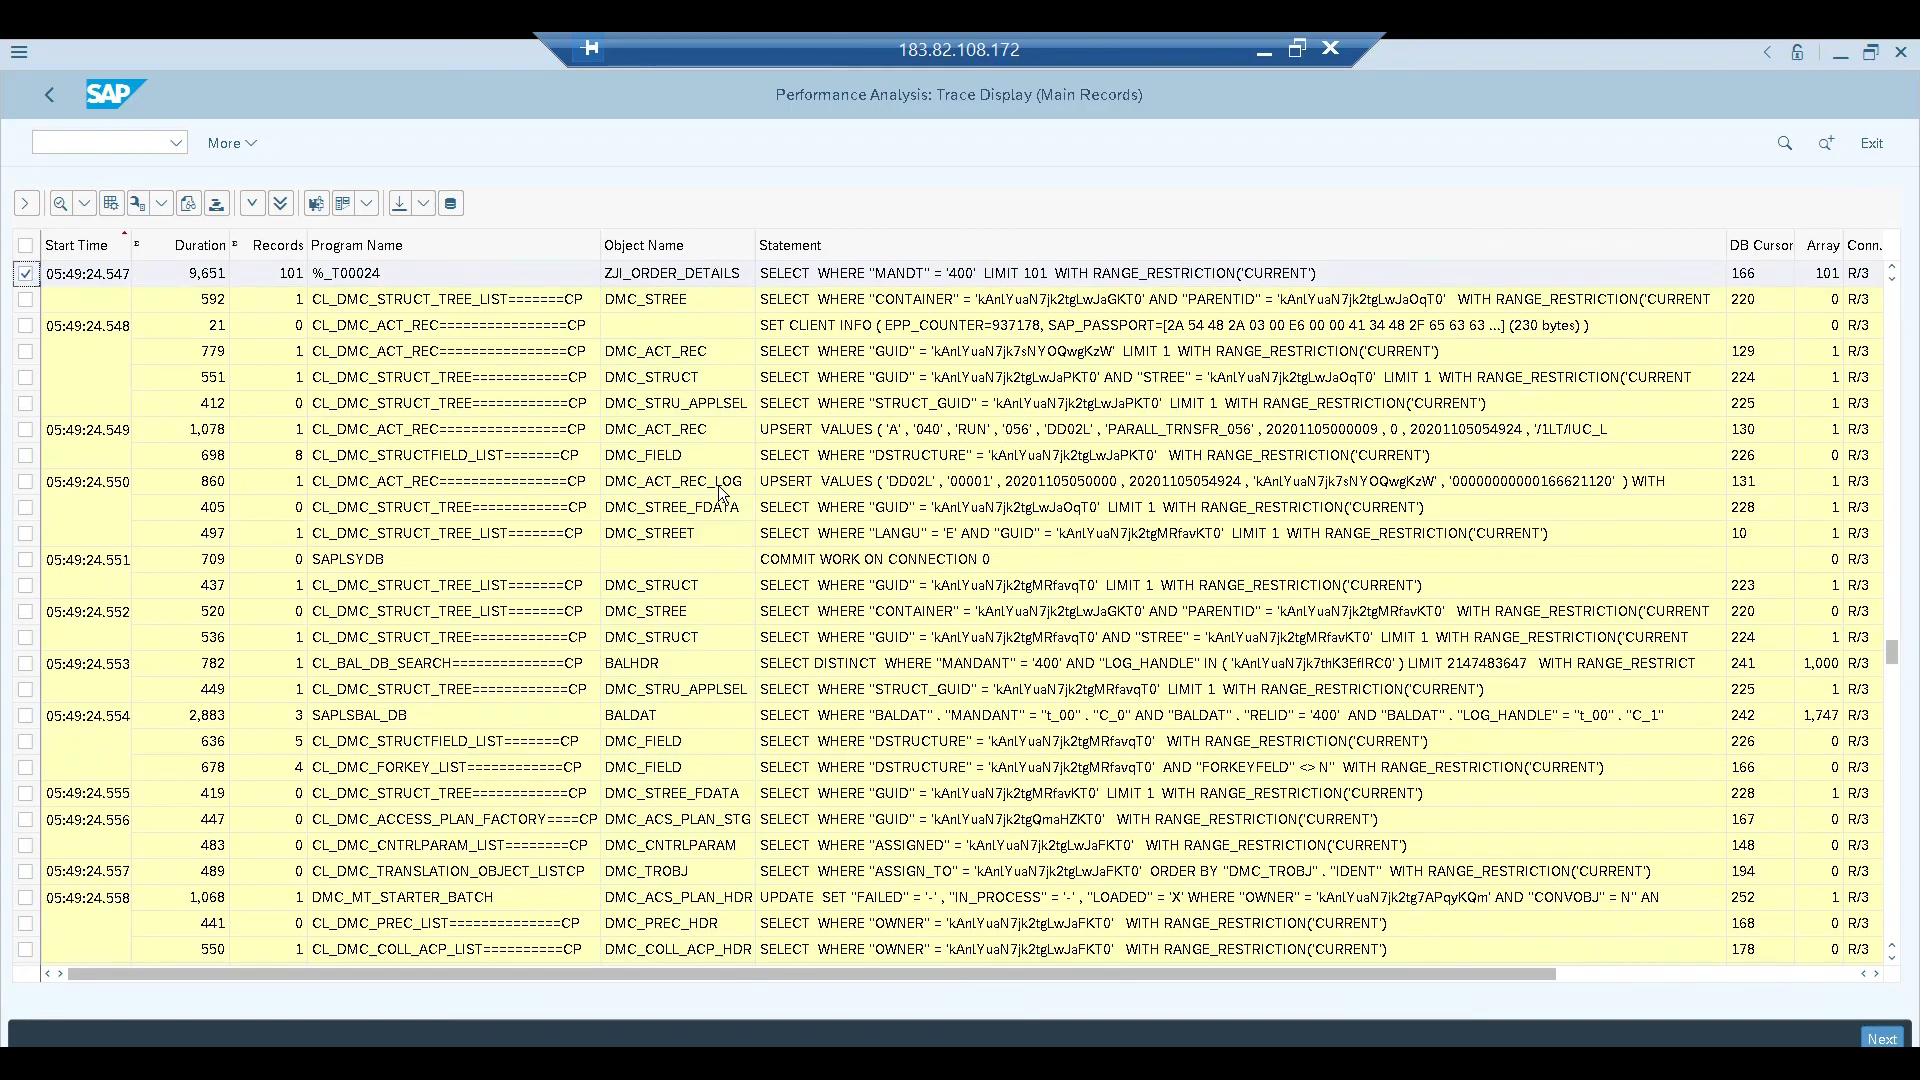 183.82.108.172
SAP
Performance Analysis: Trace Display (Main Records)
More
Exit
Start Time Duration Records Program Name Object Name Statement DB Cursor Array Conn.
05:49:24.547 9,651 101 %_T00024 ZJI_ORDER_DETAILS SELECT WHERE "MANDT" = '400' LIMIT 101 WITH RANGE_RESTRICTION('CURRENT') 166 101 R/3
592 1 CL_DMC_STRUCT_TREE_LIST=======CP DMC_STREE SELECT WHERE "CONTAINER" = 'kAnlYuaN7jk2tgLwJaGKT0' AND "PARENTID" = 'kAnlYuaN7jk2tgLwJaOqT0' WITH RANGE_RESTRICTION('CURRENT 220 0 R/3
05:49:24.548 21 0 CL_DMC_ACT_REC================CP SET CLIENT INFO ( EPP_COUNTER=937178, SAP_PASSPORT=[2A 54 48 2A 03 00 E6 00 00 41 34 48 2F 65 63 63 ...] (230 bytes) ) 0 R/3
779 1 CL_DMC_ACT_REC================CP DMC_ACT_REC SELECT WHERE "GUID" = 'kAnlYuaN7jk7sNYOQwgKzW' LIMIT 1 WITH RANGE_RESTRICTION('CURRENT') 129 1 R/3
551 1 CL_DMC_STRUCT_TREE============CP DMC_STRUCT SELECT WHERE "GUID" = 'kAnlYuaN7jk2tgLwJaPKT0' AND "STREE" = 'kAnlYuaN7jk2tgLwJaOqT0' LIMIT 1 WITH RANGE_RESTRICTION('CURRENT 224 1 R/3
412 0 CL_DMC_STRUCT_TREE============CP DMC_STRU_APPLSEL SELECT WHERE "STRUCT_GUID" = 'kAnlYuaN7jk2tgLwJaPKT0' LIMIT 1 WITH RANGE_RESTRICTION('CURRENT') 225 1 R/3
05:49:24.549 1,078 1 CL_DMC_ACT_REC================CP DMC_ACT_REC UPSERT VALUES ( 'A' , '040' , 'RUN' , '056' , 'DD02L' , 'PARALL_TRNSFR_056' , 20201105000009 , 0 , 20201105054924 , '/1LT/IUC_L 130 1 R/3
698 8 CL_DMC_STRUCTFIELD_LIST=======CP DMC_FIELD SELECT WHERE "DSTRUCTURE" = 'kAnlYuaN7jk2tgLwJaPKT0' WITH RANGE_RESTRICTION('CURRENT') 226 0 R/3
05:49:24.550 860 1 CL_DMC_ACT_REC================CP DMC_ACT_REC_LOG UPSERT VALUES ( 'DD02L' , '00001' , 20201105050000 , 20201105054924 , 'kAnlYuaN7jk7sNYOQwgKzW' , '00000000000166621120' ) WITH 131 1 R/3
405 0 CL_DMC_STRUCT_TREE============CP DMC_STREE_FDATA SELECT WHERE "GUID" = 'kAnlYuaN7jk2tgLwJaOqT0' LIMIT 1 WITH RANGE_RESTRICTION('CURRENT') 228 1 R/3
497 1 CL_DMC_STRUCT_TREE_LIST=======CP DMC_STREET SELECT WHERE "LANGU" = 'E' AND "GUID" = 'kAnlYuaN7jk2tgMRfavKT0' LIMIT 1 WITH RANGE_RESTRICTION('CURRENT') 10 1 R/3
05:49:24.551 709 0 SAPLSYDB COMMIT WORK ON CONNECTION 0 0 R/3
437 1 CL_DMC_STRUCT_TREE_LIST=======CP DMC_STRUCT SELECT WHERE "GUID" = 'kAnlYuaN7jk2tgMRfavqT0' LIMIT 1 WITH RANGE_RESTRICTION('CURRENT') 223 1 R/3
05:49:24.552 520 0 CL_DMC_STRUCT_TREE_LIST=======CP DMC_STREE SELECT WHERE "CONTAINER" = 'kAnlYuaN7jk2tgLwJaGKT0' AND "PARENTID" = 'kAnlYuaN7jk2tgMRfavKT0' WITH RANGE_RESTRICTION('CURRENT 220 0 R/3
536 1 CL_DMC_STRUCT_TREE============CP DMC_STRUCT SELECT WHERE "GUID" = 'kAnlYuaN7jk2tgMRfavqT0' AND "STREE" = 'kAnlYuaN7jk2tgMRfavKT0' LIMIT 1 WITH RANGE_RESTRICTION('CURRENT 224 1 R/3
05:49:24.553 782 1 CL_BAL_DB_SEARCH==============CP BALHDR SELECT DISTINCT WHERE "MANDANT" = '400' AND "LOG_HANDLE" IN ( 'kAnlYuaN7jk7thK3EfIRC0' ) LIMIT 2147483647 WITH RANGE_RESTRICT 241 1,000 R/3
449 1 CL_DMC_STRUCT_TREE============CP DMC_STRU_APPLSEL SELECT WHERE "STRUCT_GUID" = 'kAnlYuaN7jk2tgMRfavqT0' LIMIT 1 WITH RANGE_RESTRICTION('CURRENT') 225 1 R/3
05:49:24.554 2,883 3 SAPLSBAL_DB BALDAT SELECT WHERE "BALDAT" . "MANDANT" = "t_00" . "C_0" AND "BALDAT" . "RELID" = '400' AND "BALDAT" . "LOG_HANDLE" = "t_00" . "C_1" 242 1,747 R/3
636 5 CL_DMC_STRUCTFIELD_LIST=======CP DMC_FIELD SELECT WHERE "DSTRUCTURE" = 'kAnlYuaN7jk2tgMRfavqT0' WITH RANGE_RESTRICTION('CURRENT') 226 0 R/3
678 4 CL_DMC_FORKEY_LIST============CP DMC_FIELD SELECT WHERE "DSTRUCTURE" = 'kAnlYuaN7jk2tgMRfavqT0' AND "FORKEYFELD" <> N'' WITH RANGE_RESTRICTION('CURRENT') 166 0 R/3
05:49:24.555 419 0 CL_DMC_STRUCT_TREE============CP DMC_STREE_FDATA SELECT WHERE "GUID" = 'kAnlYuaN7jk2tgMRfavKT0' LIMIT 1 WITH RANGE_RESTRICTION('CURRENT') 228 1 R/3
05:49:24.556 447 0 CL_DMC_ACCESS_PLAN_FACTORY====CP DMC_ACS_PLAN_STG SELECT WHERE "GUID" = 'kAnlYuaN7jk2tgQmaHZKT0' WITH RANGE_RESTRICTION('CURRENT') 167 0 R/3
483 0 CL_DMC_CNTRLPARAM_LIST========CP DMC_CNTRLPARAM SELECT WHERE "ASSIGNED" = 'kAnlYuaN7jk2tgLwJaFKT0' WITH RANGE_RESTRICTION('CURRENT') 148 0 R/3
05:49:24.557 489 0 CL_DMC_TRANSLATION_OBJECT_LISTCP DMC_TROBJ SELECT WHERE "ASSIGN_TO" = 'kAnlYuaN7jk2tgLwJaFKT0' ORDER BY "DMC_TROBJ" . "IDENT" WITH RANGE_RESTRICTION('CURRENT') 194 0 R/3
05:49:24.558 1,068 1 DMC_MT_STARTER_BATCH DMC_ACS_PLAN_HDR UPDATE SET "FAILED" = '-' , "IN_PROCESS" = '-' , "LOADED" = 'X' WHERE "OWNER" = 'kAnlYuaN7jk2tg7APqyKQm' AND "CONVOBJ" = N'' AN 252 1 R/3
441 0 CL_DMC_PREC_LIST==============CP DMC_PREC_HDR SELECT WHERE "OWNER" = 'kAnlYuaN7jk2tgLwJaFKT0' WITH RANGE_RESTRICTION('CURRENT') 168 0 R/3
550 1 CL_DMC_COLL_ACP_LIST==========CP DMC_COLL_ACP_HDR SELECT WHERE "OWNER" = 'kAnlYuaN7jk2tgLwJaFKT0' WITH RANGE_RESTRICTION('CURRENT') 178 0 R/3
Next